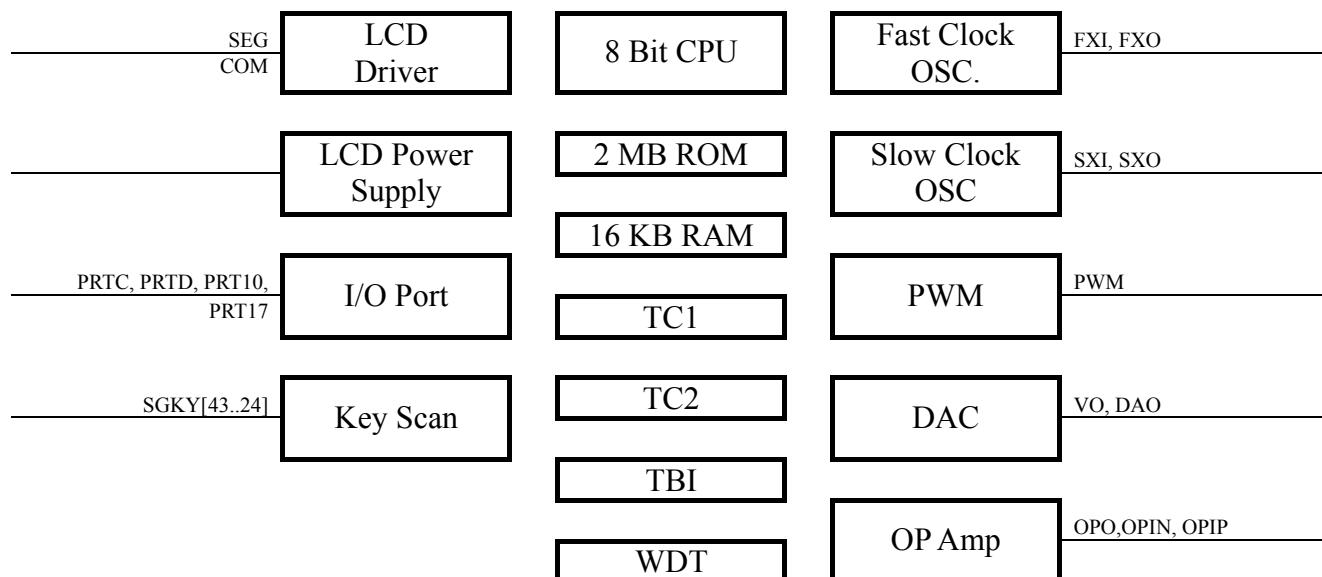 SEG
COM
LCD
Driver
8 Bit CPU
Fast Clock
OSC.
FXI, FXO
LCD Power
Supply
2 MB ROM
Slow Clock
OSC
SXI, SXO
16 KB RAM
PRTC, PRTD, PRT10,
PRT17
I/O Port
TC1
PWM
PWM
SGKY[43..24]
Key Scan
TC2
DAC
VO, DAO
TBI
WDT
OP Amp
OPO,OPIN, OPIP